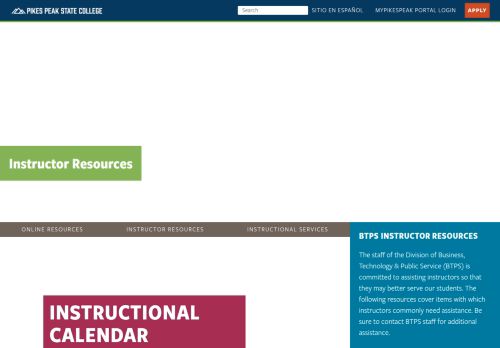 PIKES PEAK STATE COLLEGE
Search
SITIO EN ESPAÑOL
MYPIKESPEAK PORTAL LOGIN
APPLY
Instructor Resources
ONLINE RESOURCES
INSTRUCTOR RESOURCES
INSTRUCTIONAL SERVICES
BTPS INSTRUCTOR RESOURCES
The staff of the Division of Business,
Technology & Public Service (BTPS) is
committed to assisting instructors so that
they may better serve our students. The
following resources cover items with which
instructors commonly need assistance. Be
sure to contact BTPS staff for additional
assistance.
INSTRUCTIONAL
CALENDAR